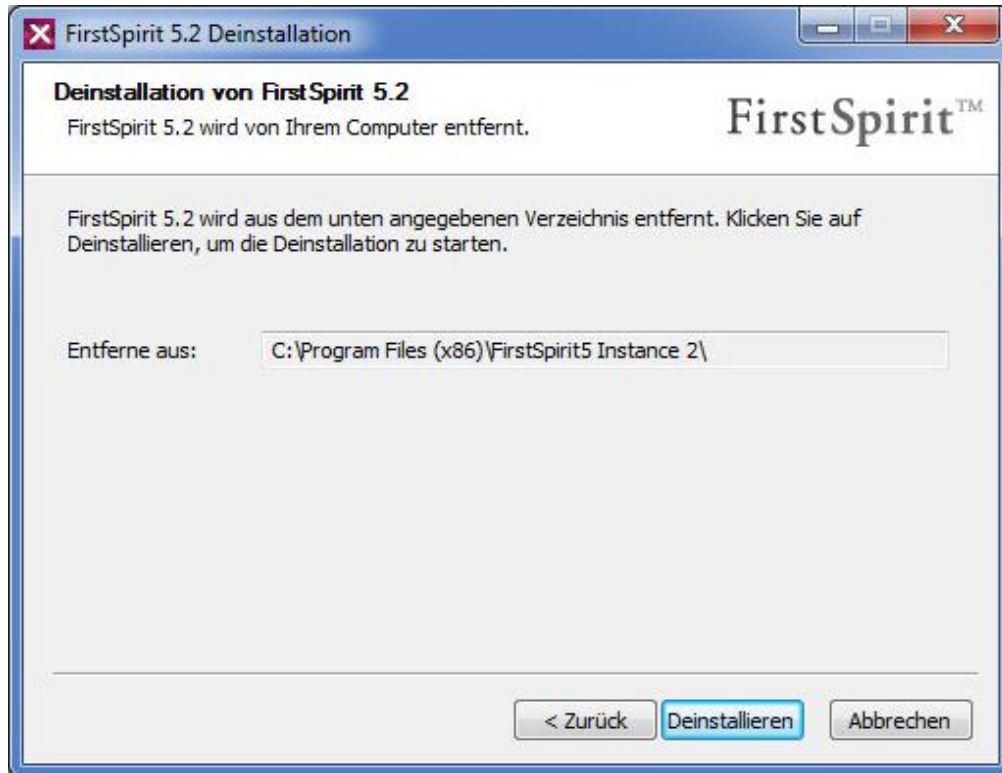 FirstSpirit 5.2 Deinstallation
Deinstallation von FirstSpirit 5.2
FirstSpirit 5.2 wird von Ihrem Computer entfernt.
FirstSpirit™
FirstSpirit 5.2 wird aus dem unten angegebenen Verzeichnis entfernt. Klicken Sie auf
Deinstallieren, um die Deinstallation zu starten.
Entferne aus: C:\Program Files (x86)\FirstSpirit5 Instance 2\
< Zurück Deinstallieren Abbrechen